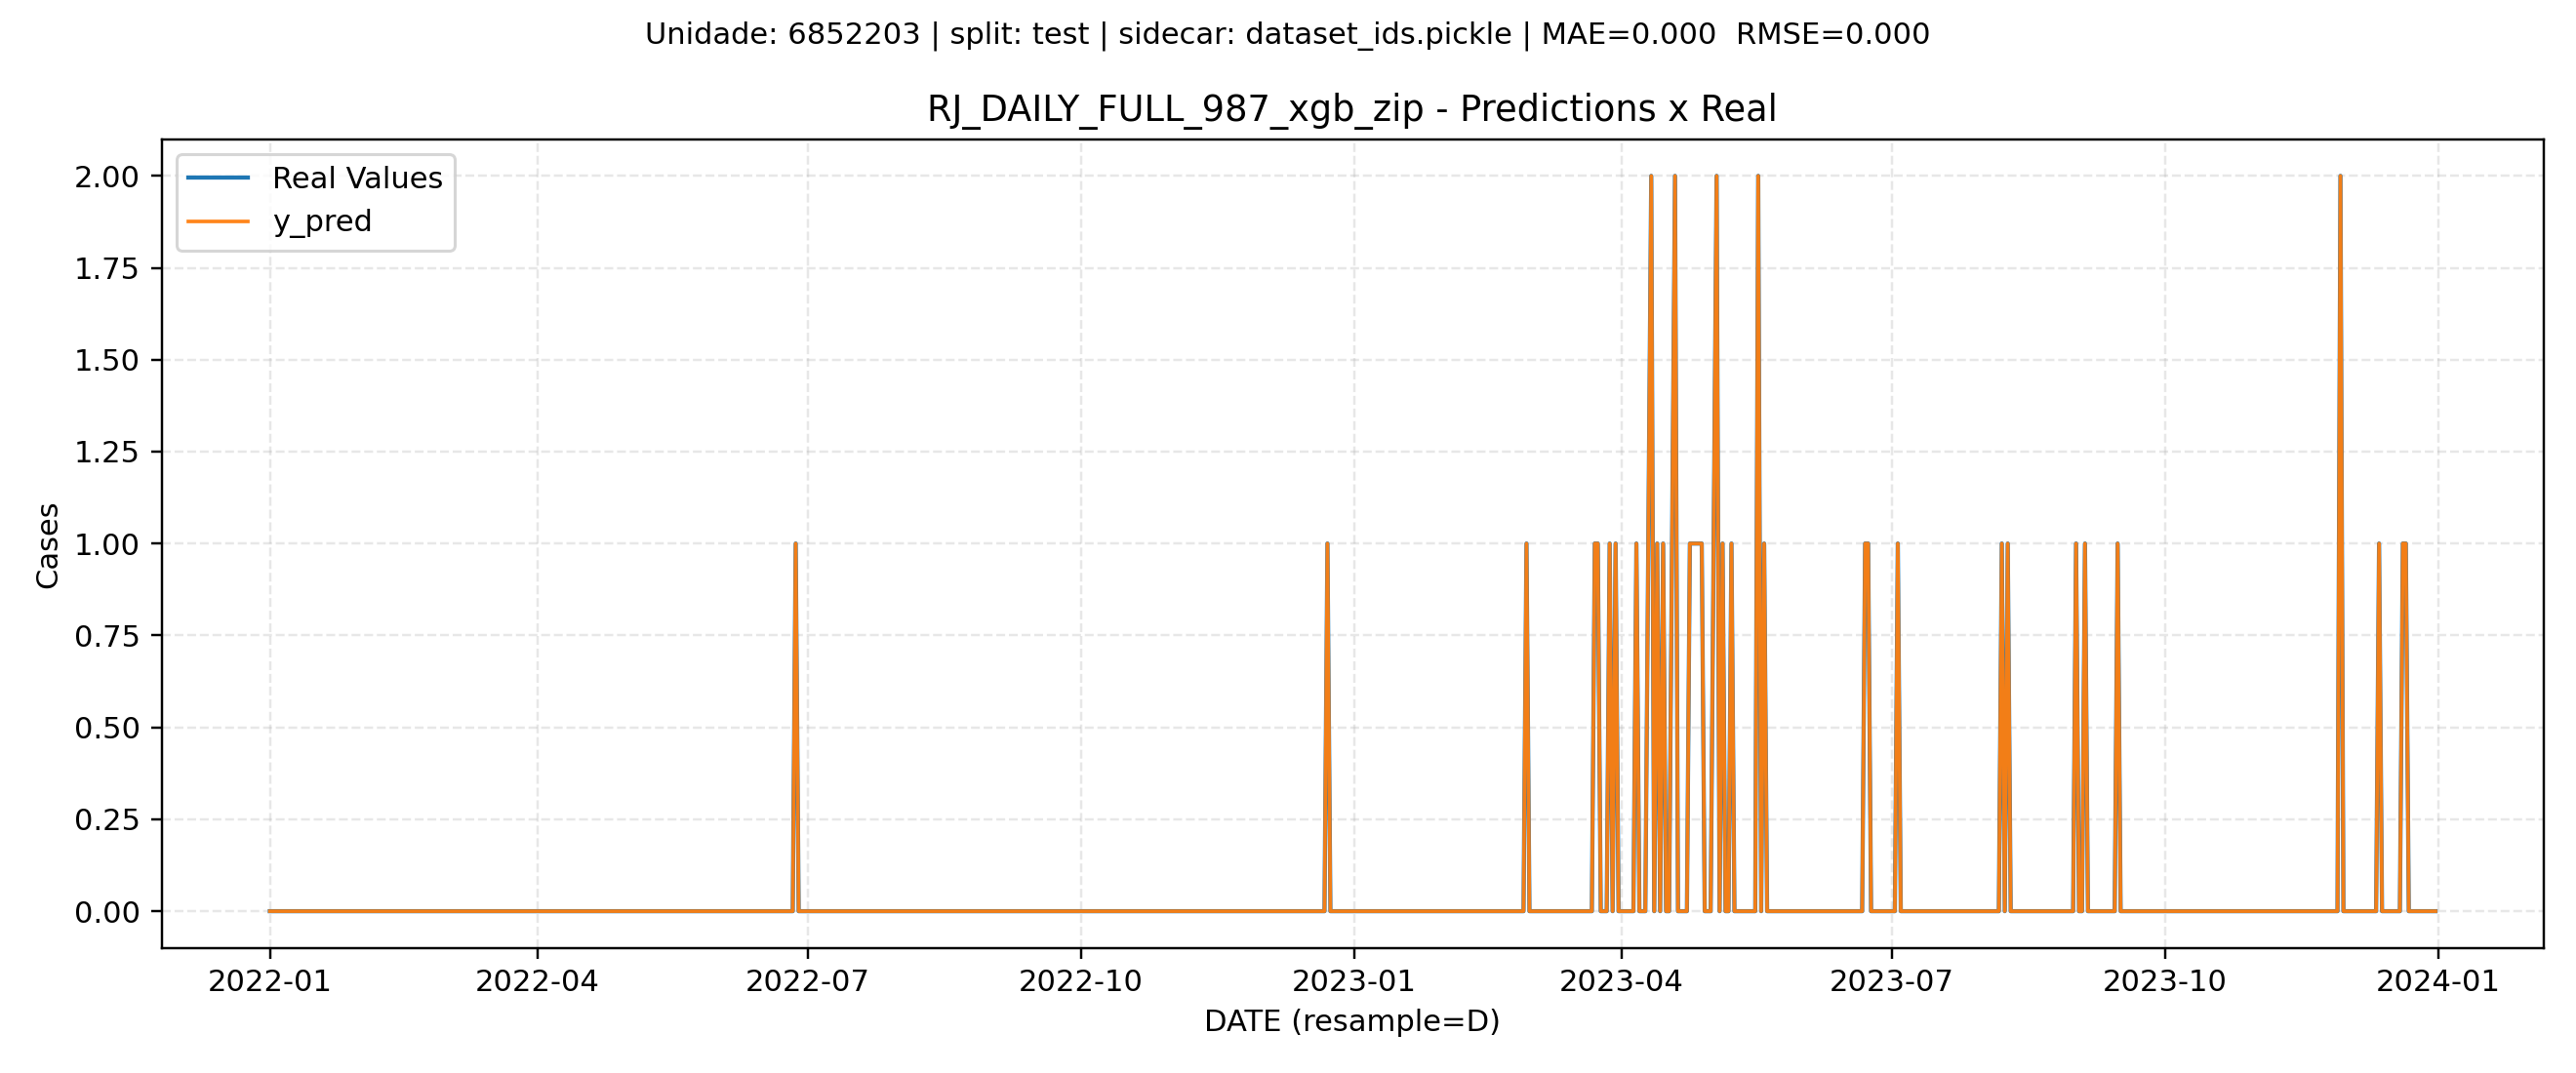 Unidade: 6852203 | split: test | sidecar: dataset_ids.pickle | MAE=0.000  RMSE=0.000
RJ_DAILY_FULL_987_xgb_zip - Predictions x Real
Real Values
y_pred
2.00
1.75
1.50
1.25
1.00
0.75
0.50
0.25
0.00
Cases
2022-01 2022-04 2022-07 2022-10 2023-01 2023-04 2023-07 2023-10 2024-01
DATE (resample=D)